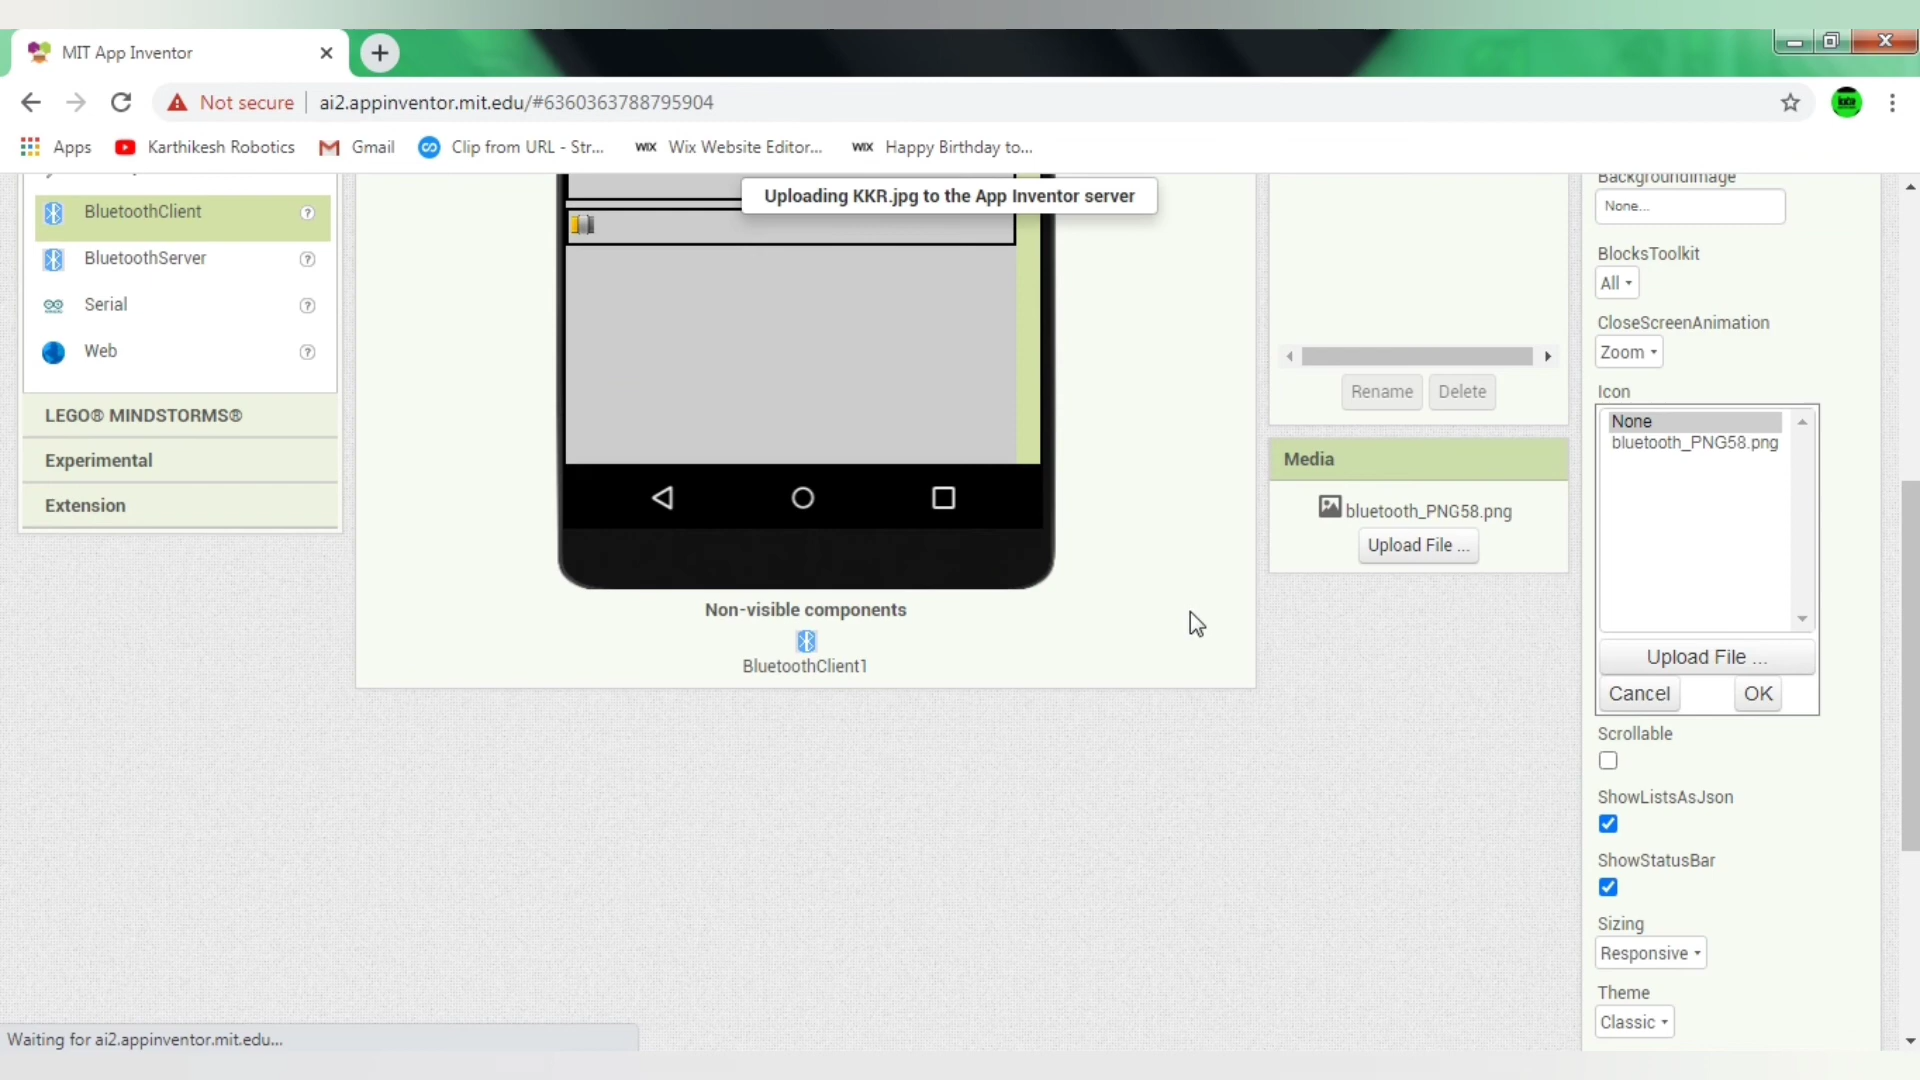 MIT App Inventor
Not secure
ai2.appinventor.mit.edu/#6360363788795904
Apps
Karthikesh Robotics
Gmail
Clip from URL - Str...
WIX Wix Website Editor...
WIX Happy Birthday to...
Uploading KKR.jpg to the App Inventor server
BluetoothClient ?
BluetoothServer ?
Serial ?
Web ?
LEGO® MINDSTORMS®
Experimental
Extension
Non-visible components
BluetoothClient1
Rename
Delete
Media
bluetooth_PNG58.png
Upload File ...
BackgroundImage
None...
BlocksToolkit
All
CloseScreenAnimation
Zoom
Icon
None
bluetooth_PNG58.png
Upload File ...
Cancel
OK
Scrollable
ShowListsAsJson
ShowStatusBar
Sizing
Responsive
Theme
Classic
Waiting for ai2.appinventor.mit.edu...